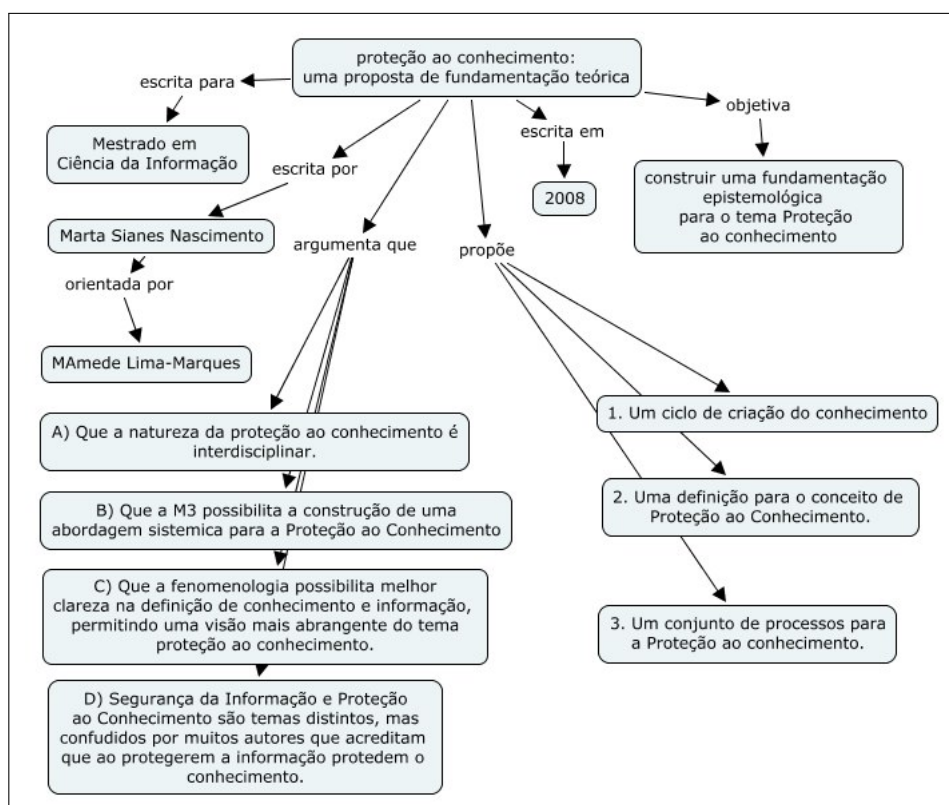 proteção ao conhecimento:
uma proposta de fundamentação teórica
escrita para
Mestrado em
Ciência da Informação
escrita por
Marta Sianes Nascimento
orientada por
MAmede Lima-Marques
argumenta que
A) Que a natureza da proteção ao conhecimento é
interdisciplinar.
B) Que a M3 possibilita a construção de uma
abordagem sistemica para a Proteção ao Conhecimento
C) Que a fenomenologia possibilita melhor
clareza na definição de conhecimento e informação,
permitindo uma visão mais abrangente do tema
proteção ao conhecimento.
D) Segurança da Informação e Proteção
ao Conhecimento são temas distintos, mas
confudidos por muitos autores que acreditam
que ao protegerem a informação protedem o
conhecimento.
propõe
1. Um ciclo de criação do conhecimento
2. Uma definição para o conceito de
Proteção ao Conhecimento.
3. Um conjunto de processos para
a Proteção ao conhecimento.
escrita em
2008
objetiva
construir uma fundamentação
epistemológica
para o tema Proteção
ao conhecimento